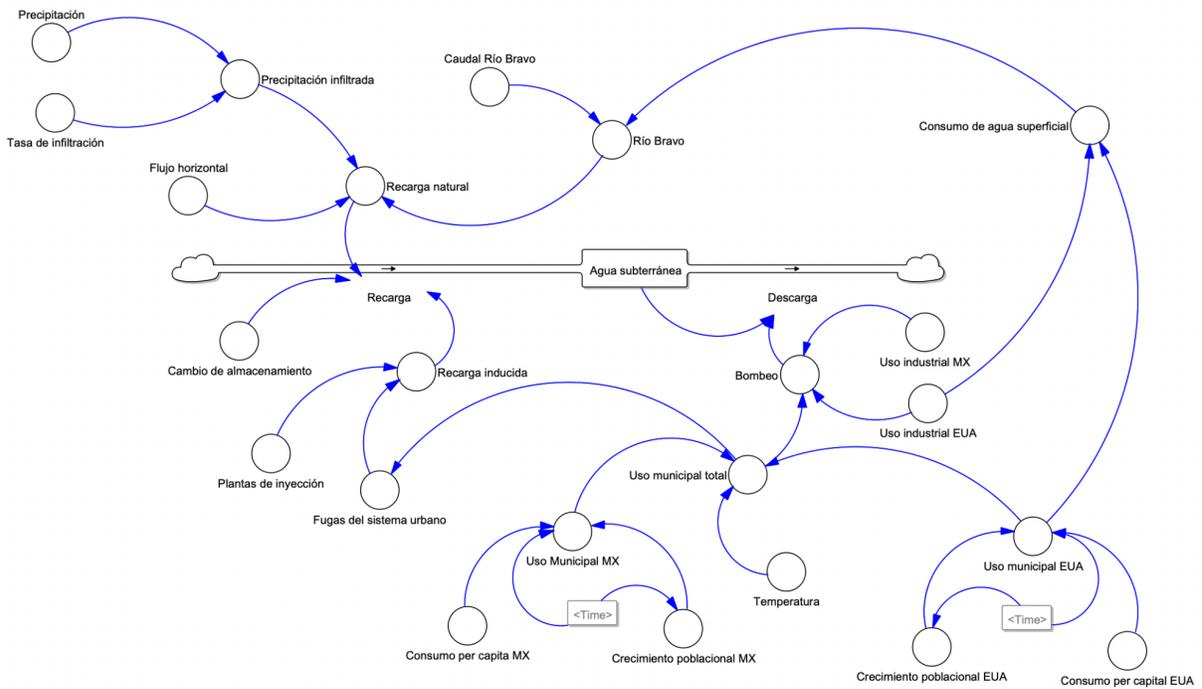 Precipitación
Caudal Río Bravo
Precipitación infiltrada
Consumo de agua superficial
Tasa de infiltración
Río Bravo
Flujo horizontal
Recarga natural
Agua subterránea
Recarga
Descarga
Cambio de almacenamiento
Recarga inducida
Bombeo
Uso industrial MX
Uso industrial EUA
Plantas de inyección
Uso municipal total
Fugas del sistema urbano
Uso Municipal MX
Uso municipal EUA
<Time>
Temperatura
<Time>
Consumo per capita MX
Crecimiento poblacional MX
Crecimiento poblacional EUA
Consumo per capital EUA